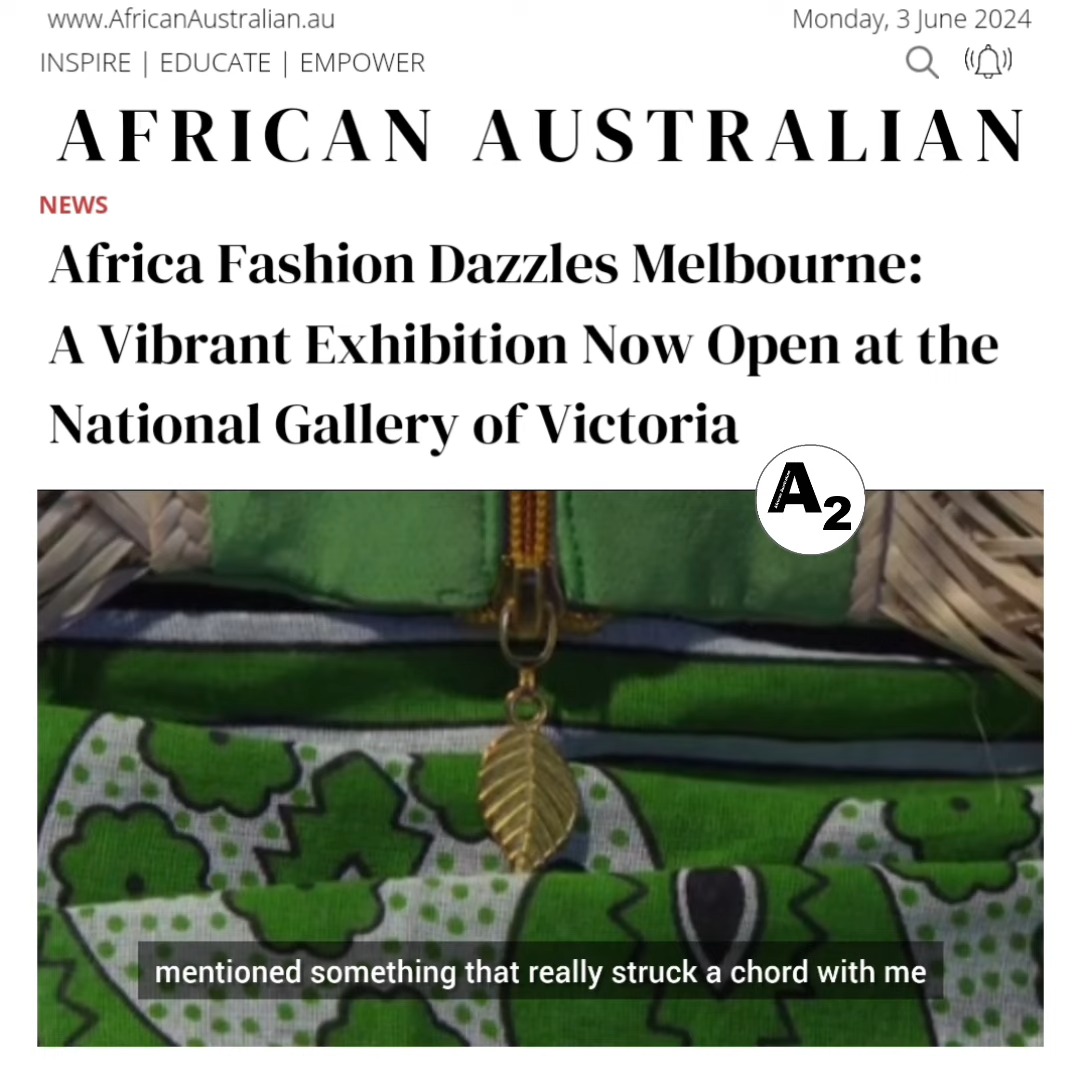 www.AfricanAustralian.au
Monday, 3 June 2024
INSPIRE | EDUCATE | EMPOWER
AFRICAN AUSTRALIAN
NEWS
Africa Fashion Dazzles Melbourne:
A Vibrant Exhibition Now Open at the
National Gallery of Victoria
A2
mentioned something that really struck a chord with me